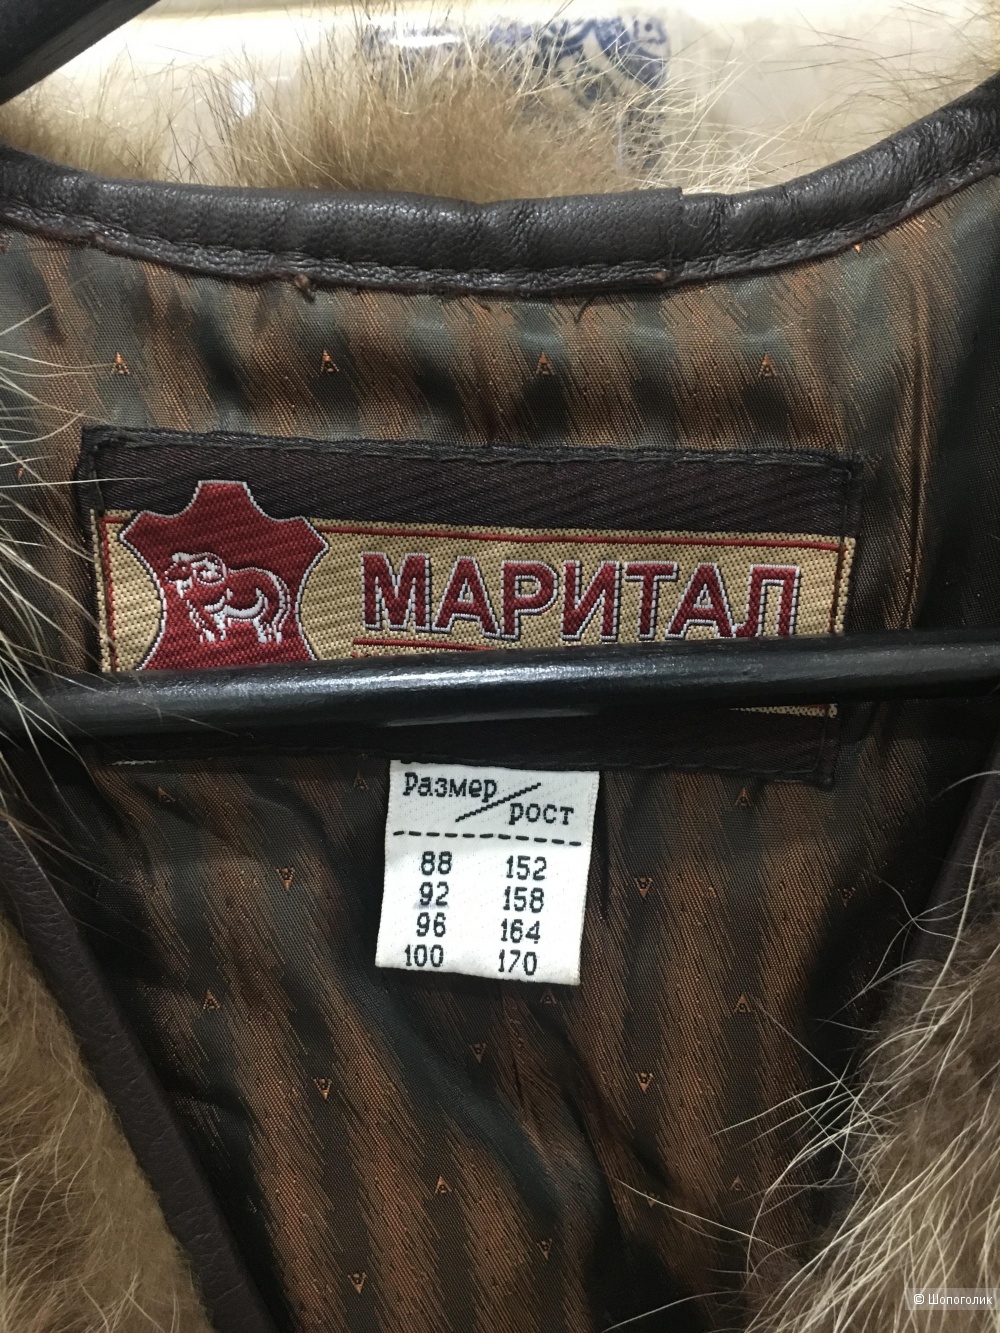 МАРИТАЛ
Размер
рост
88 152
92 158
96 164
100 170
© Шопоголик